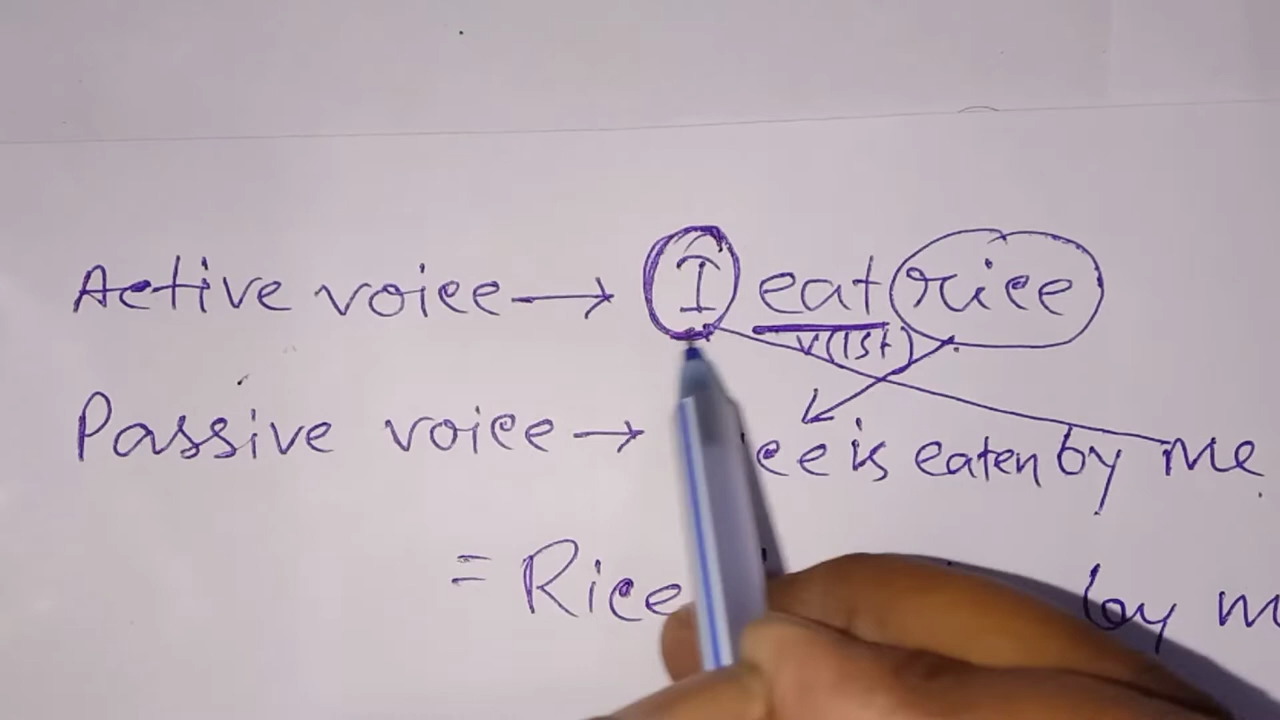 Active voice → I eat rice
v(1st)
Passive voice → is eaten by me.
= Rice by